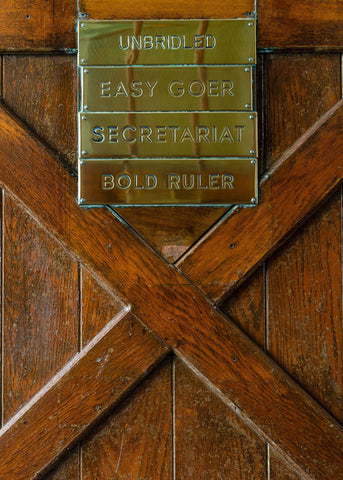 UNBRIDLED
EASY GOER
SECRETARIAT
BOLD RULER